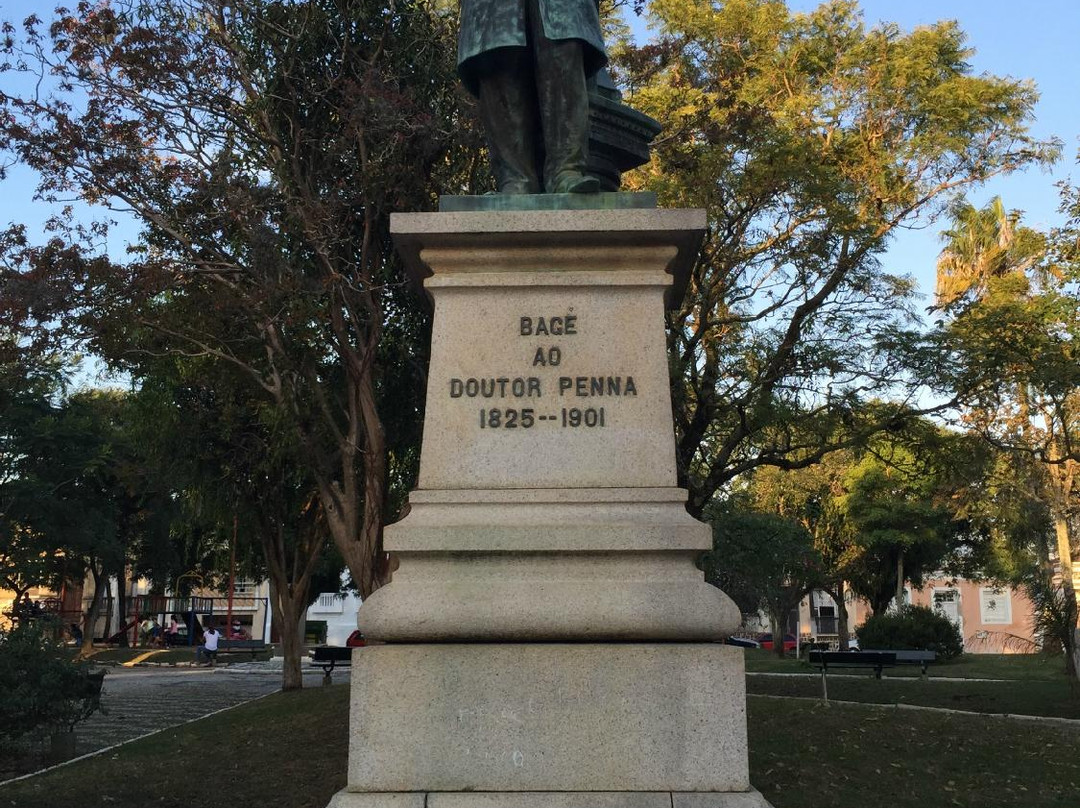 BAGÉ
AO
DOUTOR PENNA
1825--1901